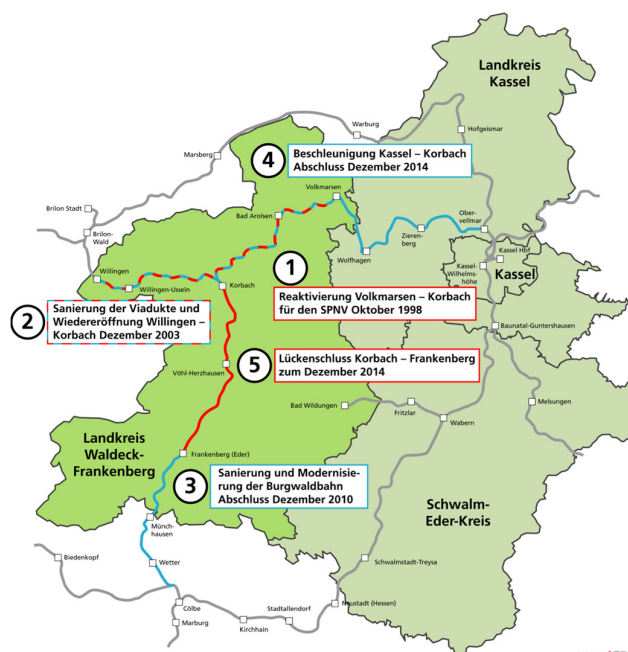 Landkreis
Kassel
Warburg
Hofgeismar
Marsberg
4
Beschleunigung Kassel – Korbach
Abschluss Dezember 2014
Volkmarsen
Brilon Stadt
Bad Arolsen
Ober-
vellmar
Brilon-
Wald
Zieren-
berg
Kassel Hbf
Wolfhagen
Kassel-
Wilhelms-
höhe
Kassel
Willingen
Willingen-Usseln
Korbach
1
Reaktivierung Volkmarsen – Korbach
für den SPNV Oktober 1998
2
Sanierung der Viadukte und
Wiedereröffnung Willingen –
Korbach Dezember 2003
Baunatal-Guntershausen
5
Lückenschluss Korbach – Frankenberg
zum Dezember 2014
Vöhl-Herzhausen
Bad Wildungen
Fritzlar
Wabern
Melsungen
Landkreis
Waldeck-
Frankenberg
Frankenberg (Eder)
3
Sanierung und Modernisie-
rung der Burgwaldbahn
Abschluss Dezember 2010
Schwalm-
Eder-Kreis
Münch-
hausen
Biedenkopf
Wetter
Schwalmstadt-Treysa
Cölbe
Stadtallendorf
Neustadt (Hessen)
Marburg
Kirchhain